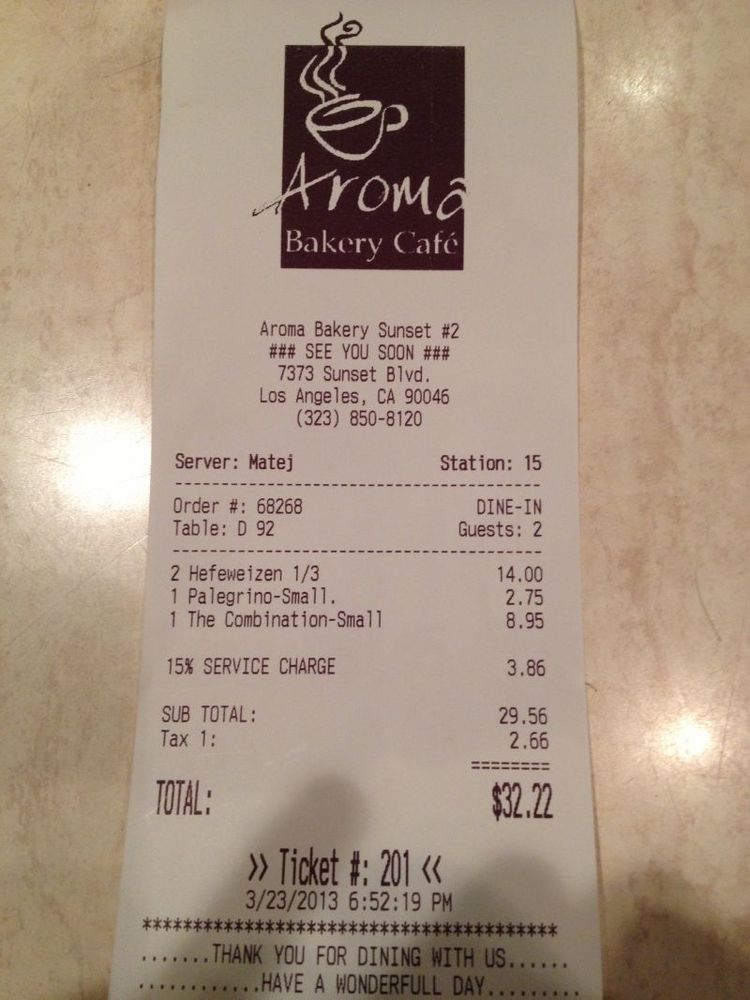 Aroma
Bakery Café
Aroma Bakery Sunset #2
### SEE YOU SOON ###
7373 Sunset Blvd.
Los Angeles, CA 90046
(323) 850-8120
Server: Matej Station: 15
----------------------------------------
Order #: 68268 DINE-IN
Table: D 92 Guests: 2
----------------------------------------
2 Hefeweizen 1/3 14.00
1 Palegrino-Small. 2.75
1 The Combination-Small 8.95
15% SERVICE CHARGE 3.86
SUB TOTAL: 29.56
Tax 1: 2.66
========
TOTAL: $32.22
>> Ticket #: 201 <<
3/23/2013 6:52:19 PM
****************************************
.......THANK YOU FOR DINING WITH US......
............HAVE A WONDERFULL DAY.........